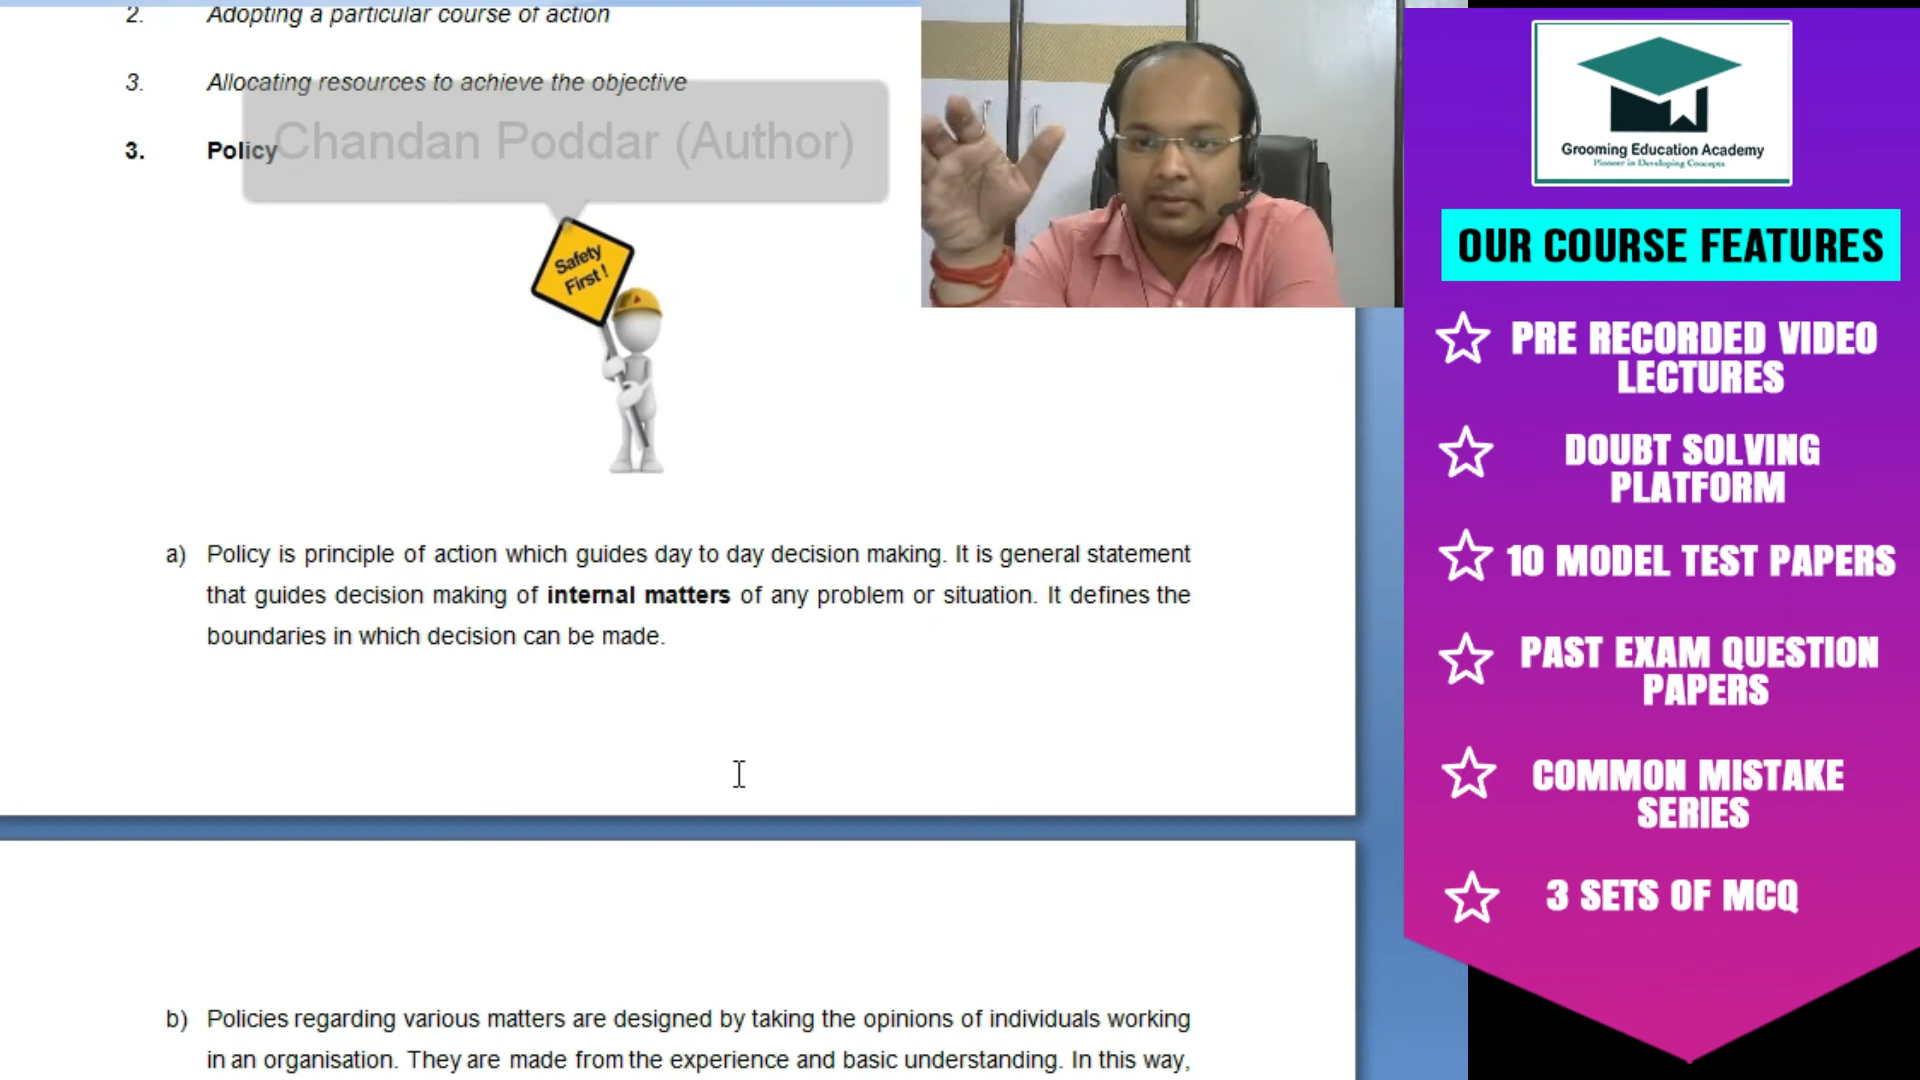 2. Adopting a particular course of action
3. Allocating resources to achieve the objective
3. Policy
Chandan Poddar (Author)
Safety
First !
a) Policy is principle of action which guides day to day decision making. It is general statement
that guides decision making of internal matters of any problem or situation. It defines the
boundaries in which decision can be made.
b) Policies regarding various matters are designed by taking the opinions of individuals working
in an organisation. They are made from the experience and basic understanding. In this way,
Grooming Education Academy
Pioneer in Developing Concepts
OUR COURSE FEATURES
PRE RECORDED VIDEO
LECTURES
DOUBT SOLVING
PLATFORM
10 MODEL TEST PAPERS
PAST EXAM QUESTION
PAPERS
COMMON MISTAKE
SERIES
3 SETS OF MCQ